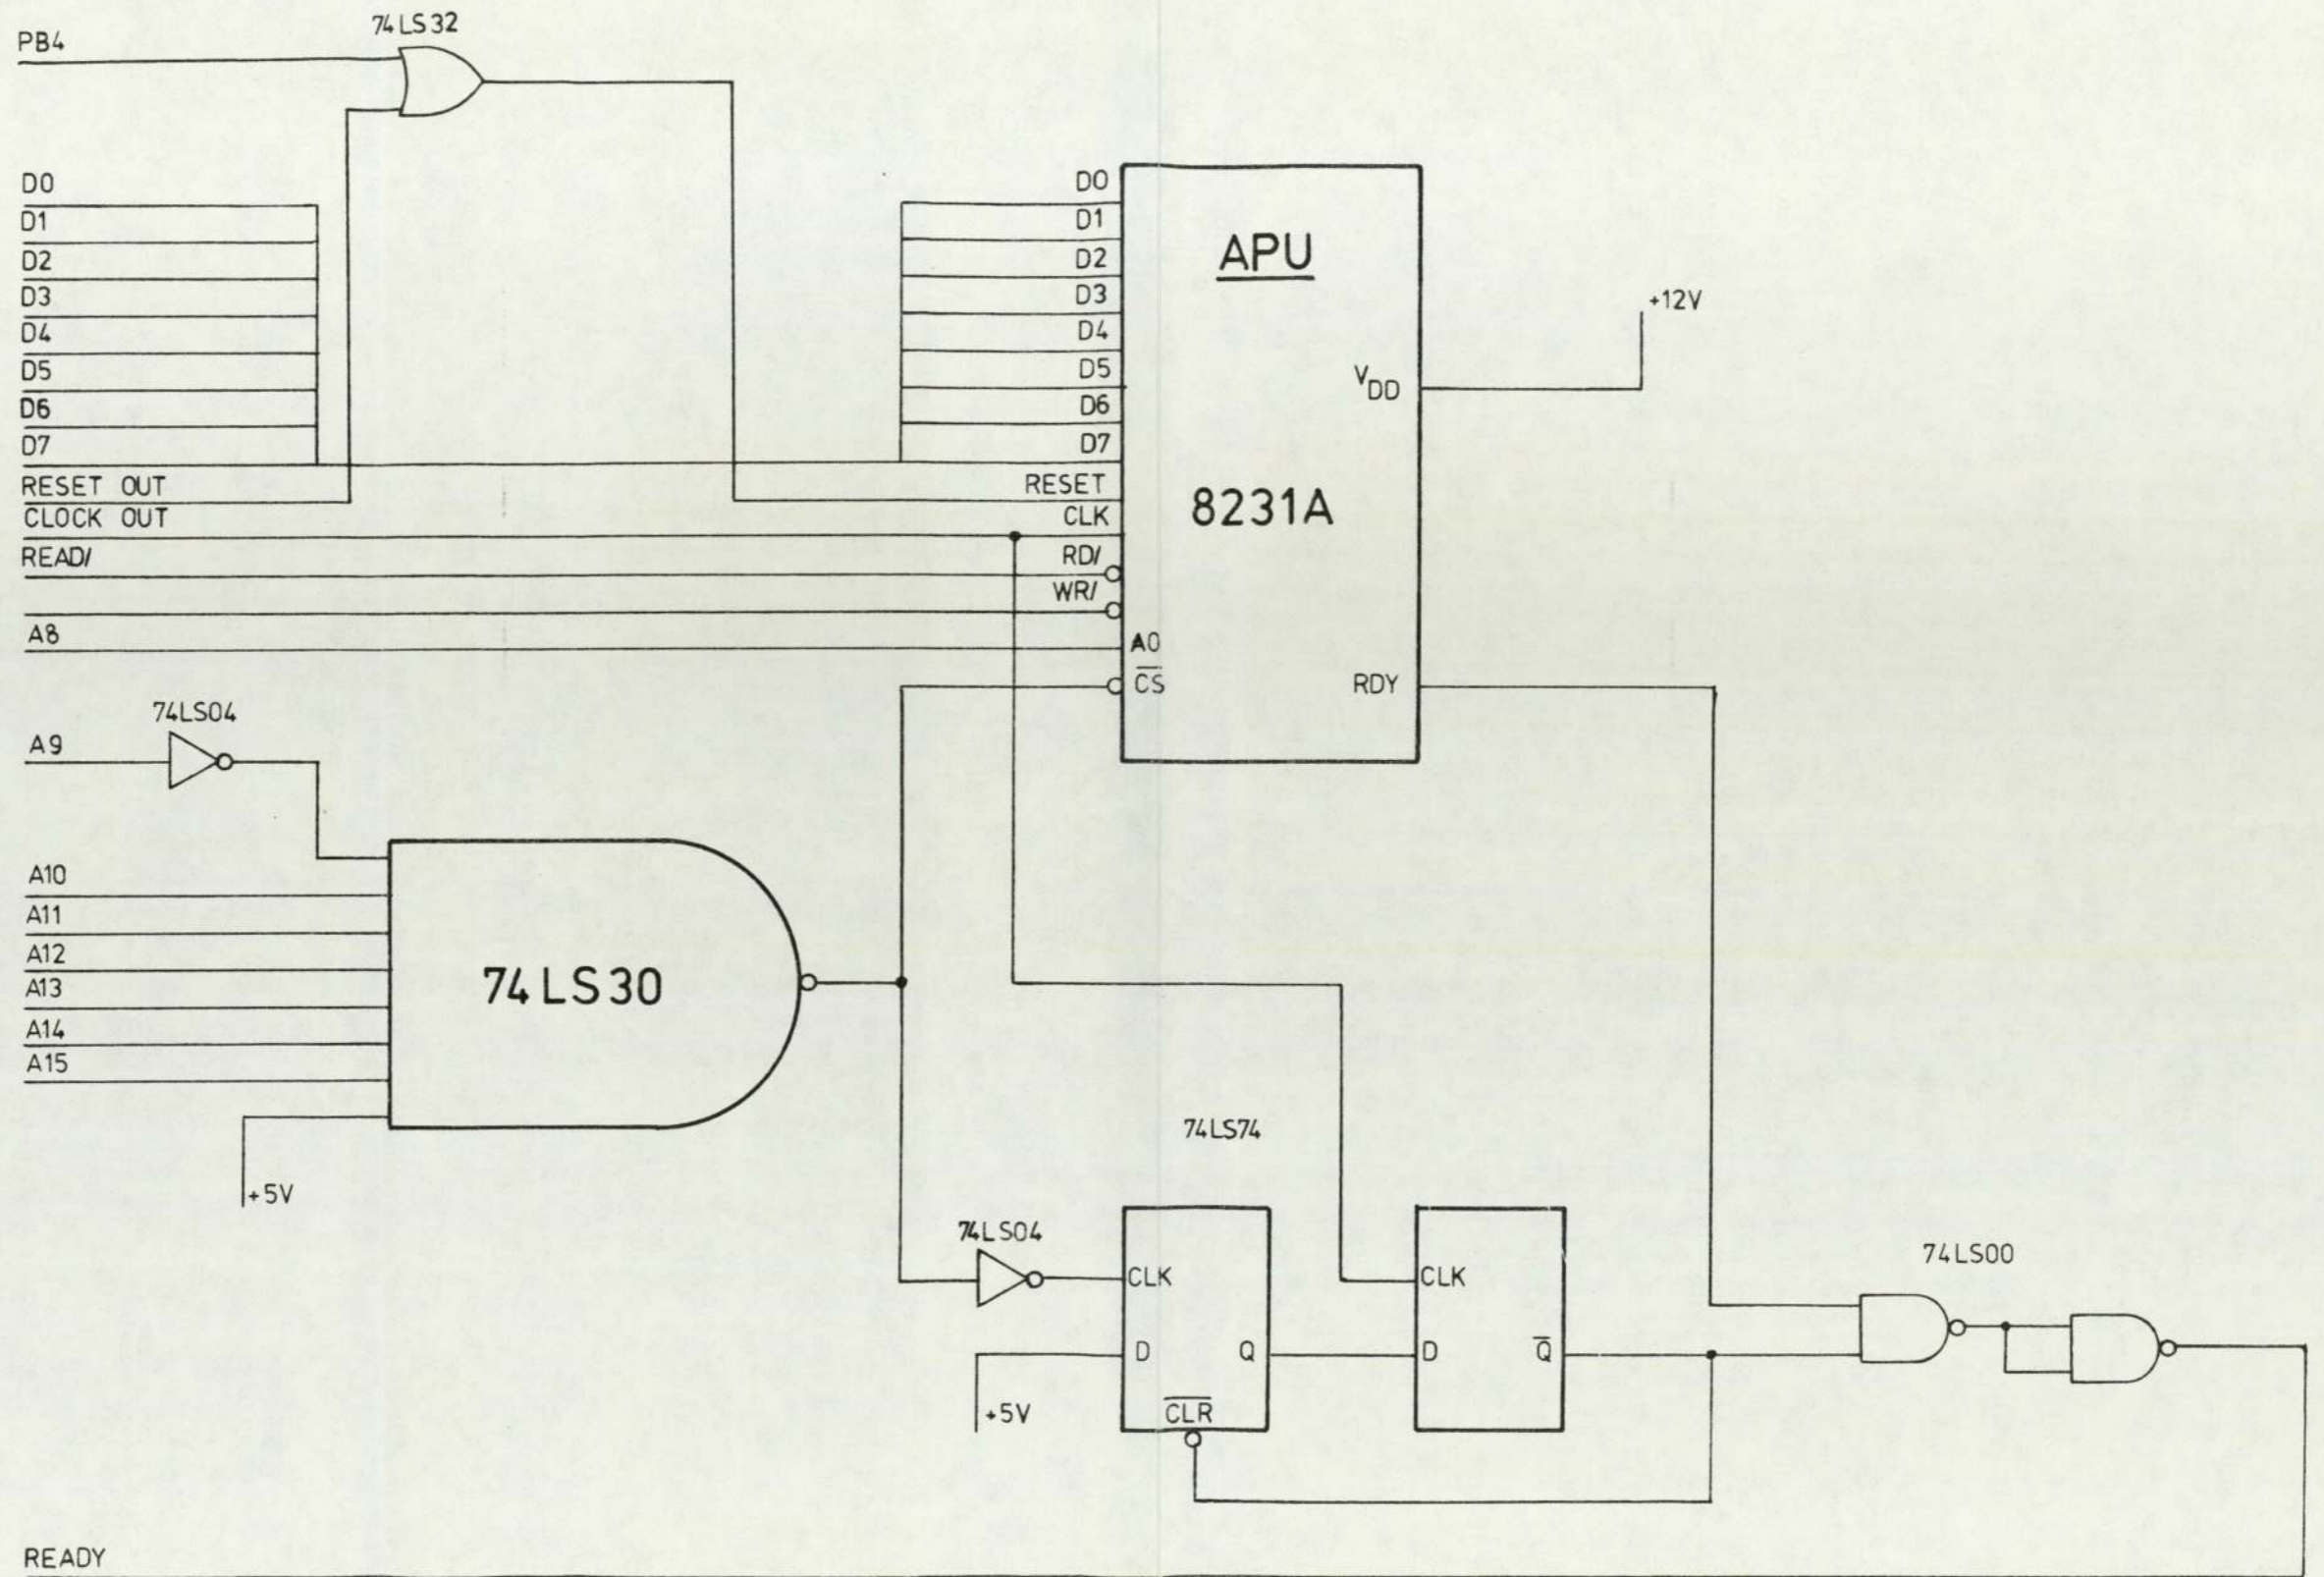 74LS32
PB4
D0
D1
D2
D3
D4
D5
D6
D7
RESET OUT
CLOCK OUT
READ/
A8
D0
D1
D2
D3
D4
D5
D6
D7
RESET
CLK
RD/
WR/
A0
CS
APU
8231A
VDD
+12V
RDY
74LS04
A9
A10
A11
A12
A13
A14
A15
+5V
74LS30
74LS74
74LS04
CLK
D
Q
CLR
+5V
CLK
D
Q
74LS00
READY